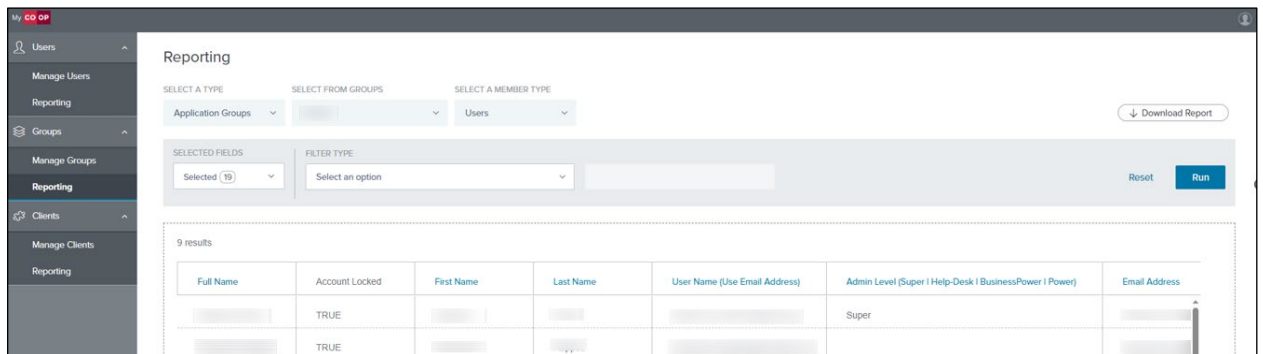 My CO OP
Users
Manage Users
Reporting
Groups
Manage Groups
Reporting
Clients
Manage Clients
Reporting
Reporting
SELECT A TYPE SELECT FROM GROUPS SELECT A MEMBER TYPE
Application Groups Users
Download Report
SELECTED FIELDS FILTER TYPE
Selected 19 Select an option Reset Run
9 results
Full Name Account Locked First Name Last Name User Name (Use Email Address) Admin Level (Super | Help-Desk | BusinessPower | Power) Email Address
TRUE Super
TRUE